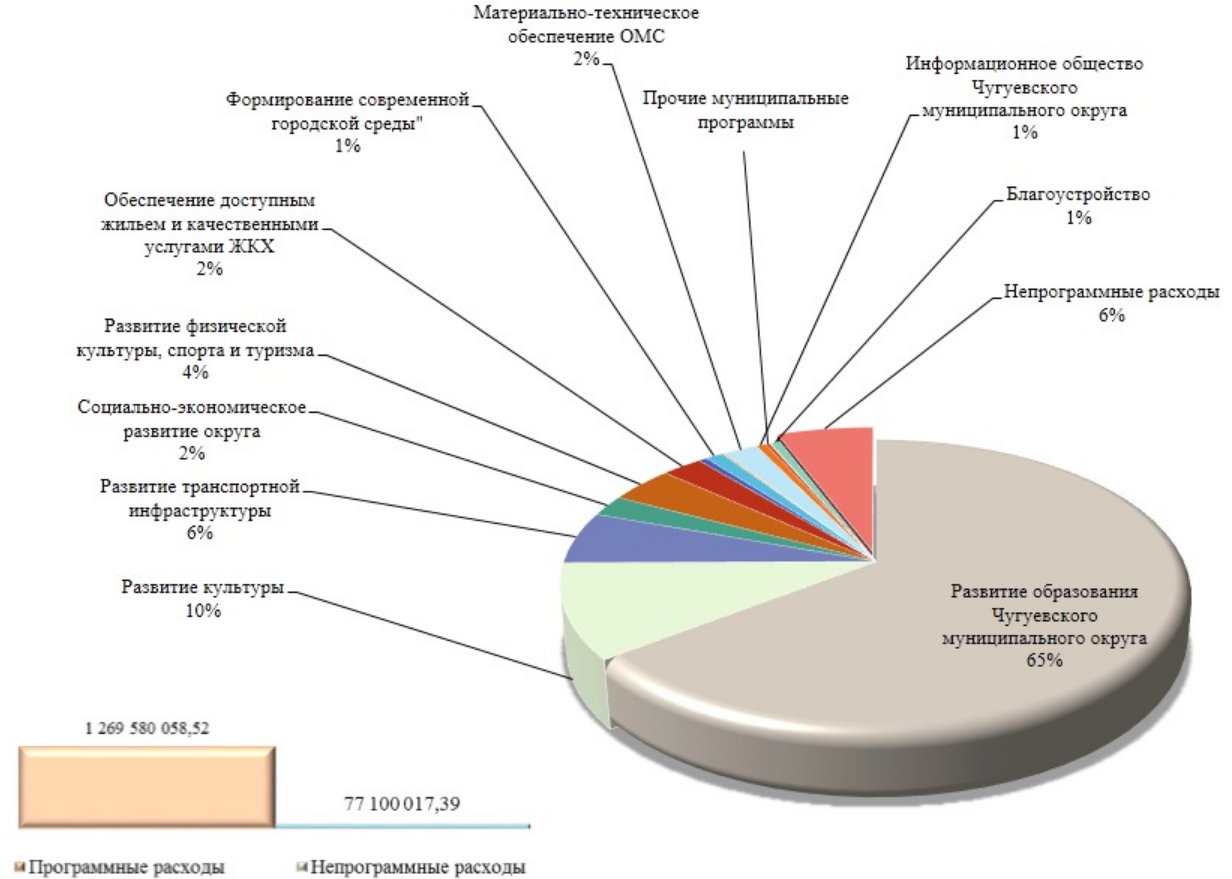 Материально-техническое
обеспечение ОМС
2%
Информационное общество
Чугуевского
муниципального округа
1%
Прочие муниципальные
программы
Формирование современной
городской среды"
1%
Благоустройство
1%
Обеспечение доступным
жильем и качественными
услугами ЖКХ
2%
Непрограммные расходы
6%
Развитие физической
культуры, спорта и туризма
4%
Социально-экономическое
развитие округа
2%
Развитие транспортной
инфраструктуры
6%
Развитие культуры
10%
Развитие образования
Чугуевского
муниципального округа
65%
1 269 580 058,52
77 100 017,39
Программные расходы
Непрограммные расходы